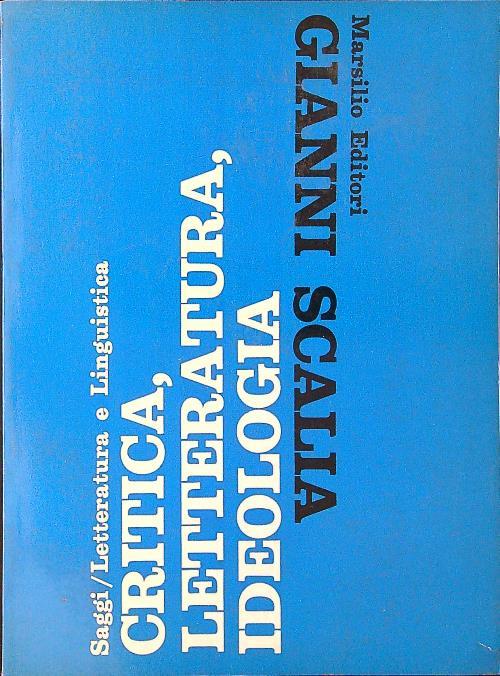 Saggi/Letteratura e Linguistica
CRITICA,
LETTERATURA,
IDEOLOGIA
GIANNI SCALIA
Marsilio Editori